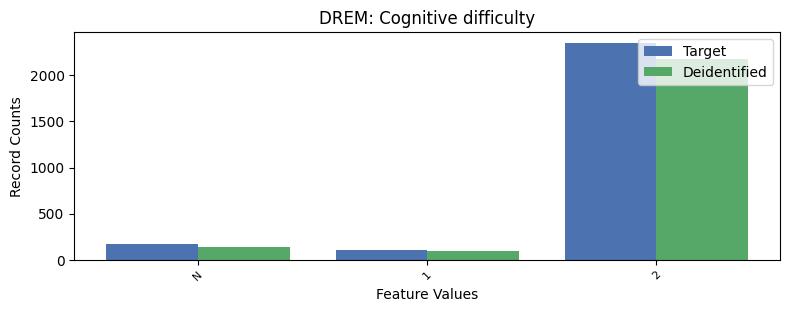 DREM: Cognitive difficulty
Target
Deidentified
Record Counts
2000
1500
1000
500
0
N
1
2
Feature Values